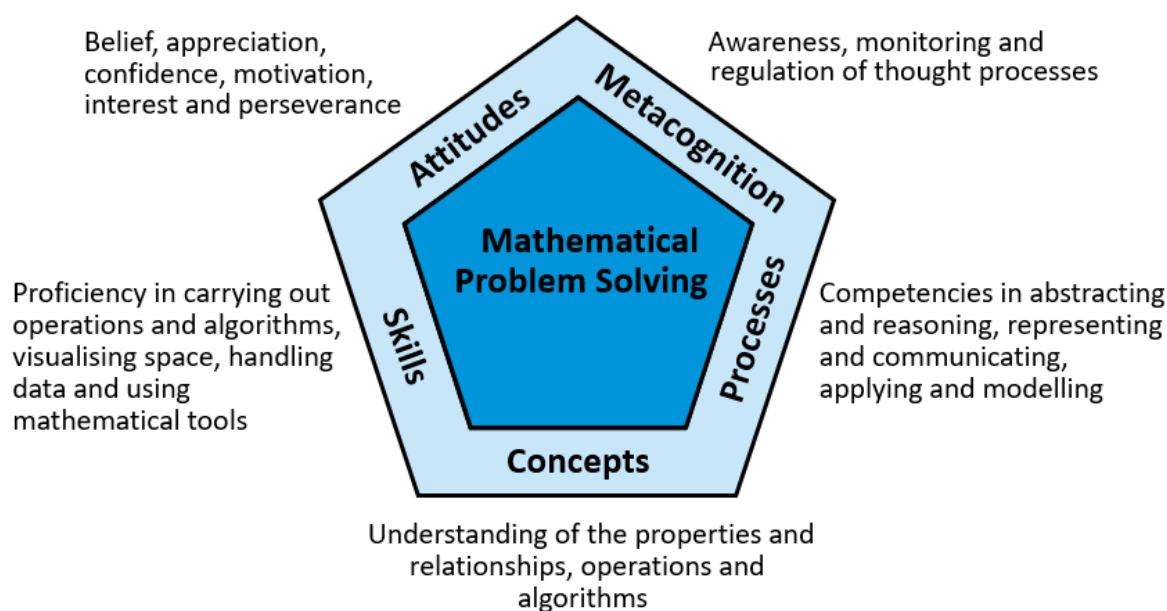 Belief, appreciation,
confidence, motivation,
interest and perseverance
Awareness, monitoring and
regulation of thought processes
Attitudes
Metacognition
Mathematical
Problem Solving
Proficiency in carrying out
operations and algorithms,
visualising space, handling
data and using
mathematical tools
Skills
Processes
Competencies in abstracting
and reasoning, representing
and communicating,
applying and modelling
Concepts
Understanding of the properties and
relationships, operations and
algorithms